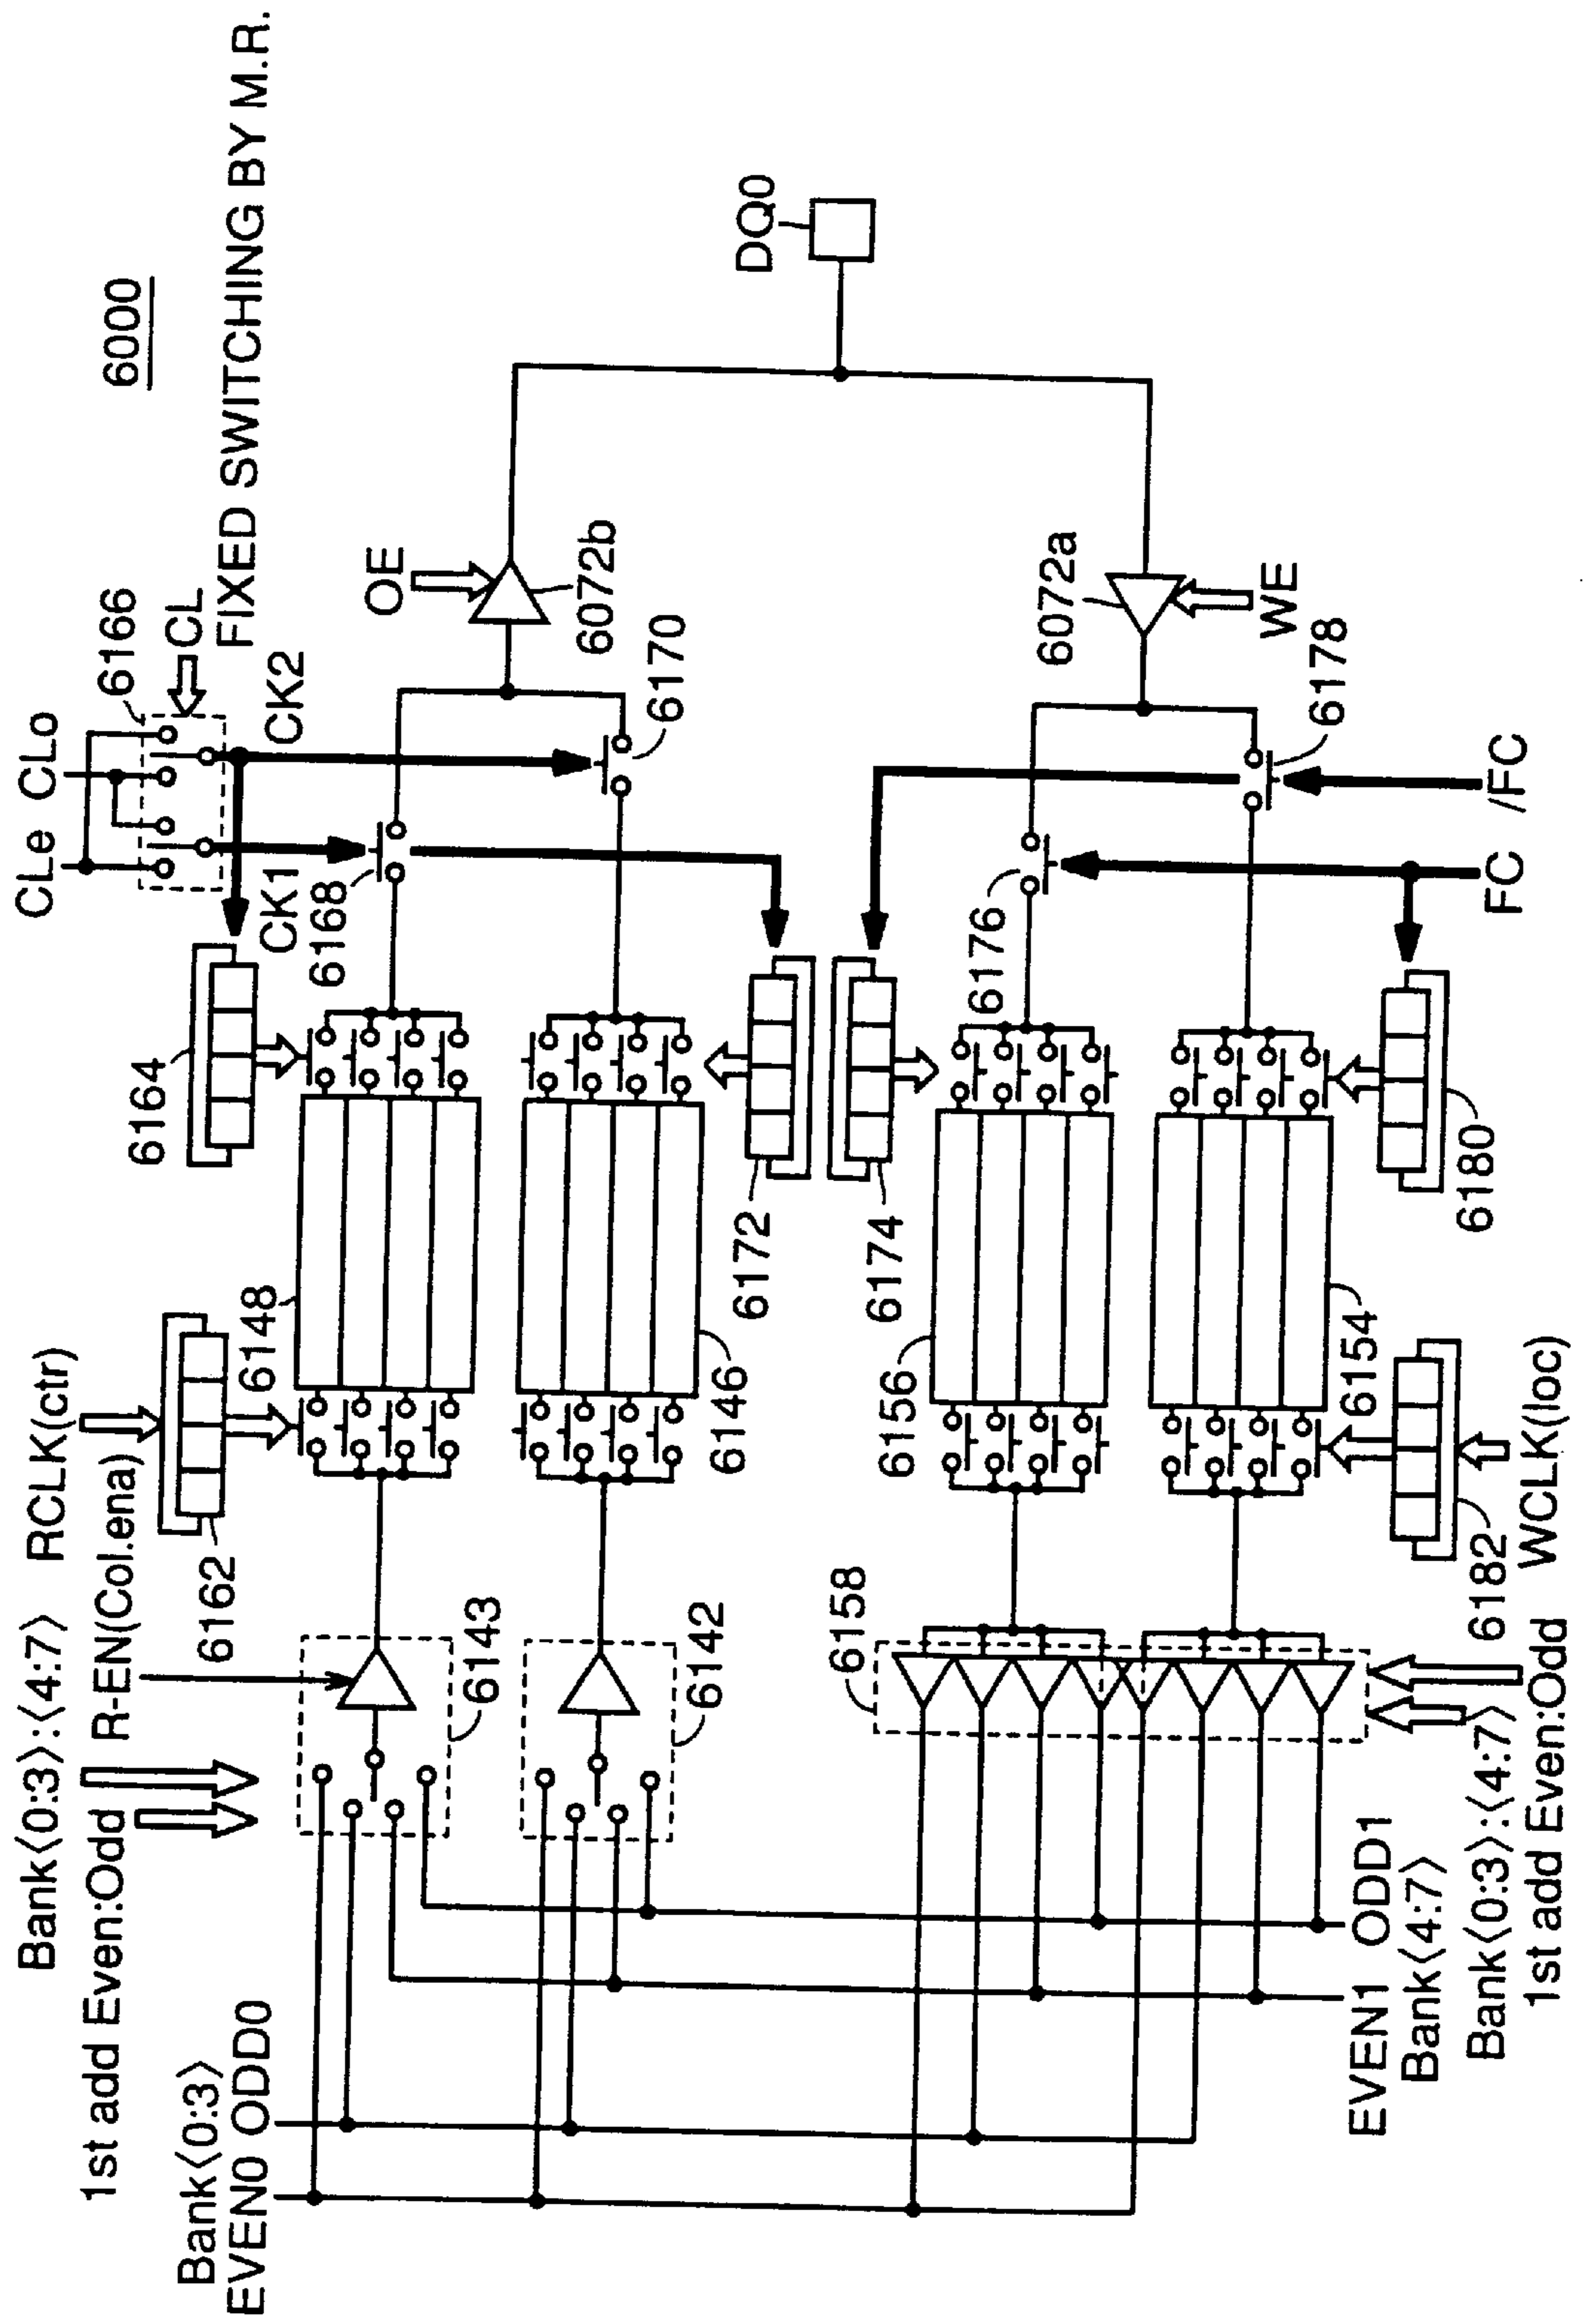 6000
FIXED SWITCHING BY M.R.
CLe CLo
6166
CL
CK2
CK1
OE
6072b
DQ0
6168
6170
6164
RCLK(ctr)
6162
6148
6146
6172
Bank⟨0:3⟩:⟨4:7⟩
1st add Even:Odd
R-EN(Col.ena)
6143
6142
Bank⟨0:3⟩
EVEN0 ODD0
6072a
WE
6178
6176
6174
6156
6154
6180
FC
/FC
6158
6182
WCLK(loc)
EVEN1 ODD1
Bank⟨4:7⟩
Bank⟨0:3⟩:⟨4:7⟩
1st add Even:Odd